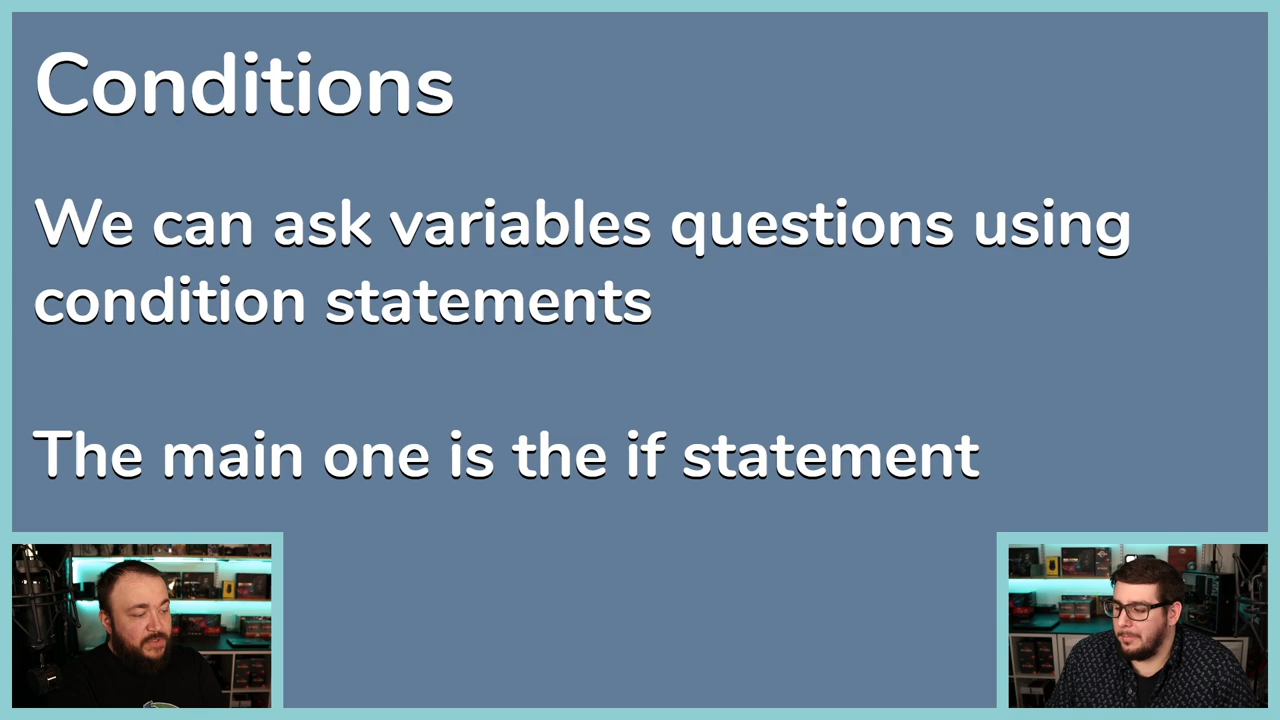 Conditions
We can ask variables questions using
condition statements
The main one is the if statement